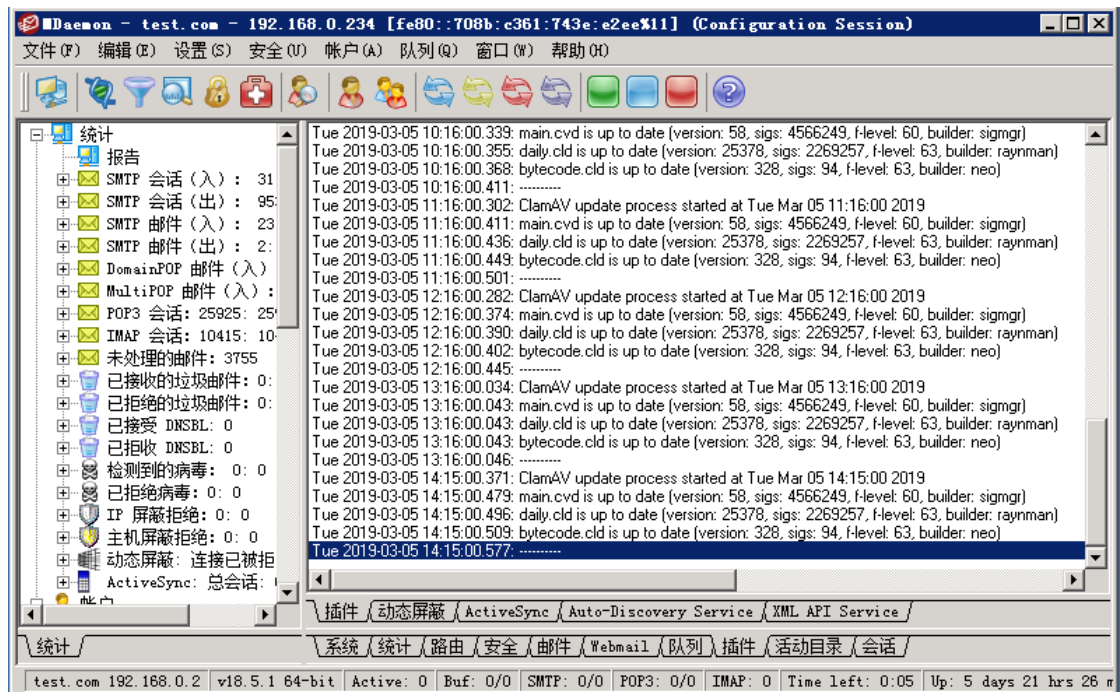 MDaemon - test.com - 192.168.0.234 [fe80::708b:c361:743e:e2ee%11] (Configuration Session)
文件(F) 编辑(E) 设置(S) 安全(U) 帐户(A) 队列(Q) 窗口(W) 帮助(H)
统计
报告
SMTP 会话(入): 31
SMTP 会话(出): 95
SMTP 邮件(入): 23
SMTP 邮件(出): 2:
DomainPOP 邮件(入)
MultiPOP 邮件(入):
POP3 会话: 25925: 25
IMAP 会话: 10415: 10
未处理的邮件: 3755
已接收的垃圾邮件: 0:
已拒绝的垃圾邮件: 0:
已接受 DNSBL: 0
已拒收 DNSBL: 0
检测到的病毒: 0: 0
已拒绝病毒: 0: 0
IP 屏蔽拒绝: 0: 0
主机屏蔽拒绝: 0: 0
动态屏蔽: 连接已被拒
ActiveSync: 总会话:
帐户
统计
Tue 2019-03-05 10:16:00.339: main.cvd is up to date (version: 58, sigs: 4566249, f-level: 60, builder: sigmgr)
Tue 2019-03-05 10:16:00.355: daily.cld is up to date (version: 25378, sigs: 2269257, f-level: 63, builder: raynman)
Tue 2019-03-05 10:16:00.368: bytecode.cld is up to date (version: 328, sigs: 94, f-level: 63, builder: neo)
Tue 2019-03-05 10:16:00.411: ----------
Tue 2019-03-05 11:16:00.302: ClamAV update process started at Tue Mar 05 11:16:00 2019
Tue 2019-03-05 11:16:00.411: main.cvd is up to date (version: 58, sigs: 4566249, f-level: 60, builder: sigmgr)
Tue 2019-03-05 11:16:00.436: daily.cld is up to date (version: 25378, sigs: 2269257, f-level: 63, builder: raynman)
Tue 2019-03-05 11:16:00.449: bytecode.cld is up to date (version: 328, sigs: 94, f-level: 63, builder: neo)
Tue 2019-03-05 11:16:00.501: ----------
Tue 2019-03-05 12:16:00.282: ClamAV update process started at Tue Mar 05 12:16:00 2019
Tue 2019-03-05 12:16:00.374: main.cvd is up to date (version: 58, sigs: 4566249, f-level: 60, builder: sigmgr)
Tue 2019-03-05 12:16:00.390: daily.cld is up to date (version: 25378, sigs: 2269257, f-level: 63, builder: raynman)
Tue 2019-03-05 12:16:00.402: bytecode.cld is up to date (version: 328, sigs: 94, f-level: 63, builder: neo)
Tue 2019-03-05 12:16:00.445: ----------
Tue 2019-03-05 13:16:00.034: ClamAV update process started at Tue Mar 05 13:16:00 2019
Tue 2019-03-05 13:16:00.043: main.cvd is up to date (version: 58, sigs: 4566249, f-level: 60, builder: sigmgr)
Tue 2019-03-05 13:16:00.043: daily.cld is up to date (version: 25378, sigs: 2269257, f-level: 63, builder: raynman)
Tue 2019-03-05 13:16:00.043: bytecode.cld is up to date (version: 328, sigs: 94, f-level: 63, builder: neo)
Tue 2019-03-05 13:16:00.046: ----------
Tue 2019-03-05 14:15:00.371: ClamAV update process started at Tue Mar 05 14:15:00 2019
Tue 2019-03-05 14:15:00.479: main.cvd is up to date (version: 58, sigs: 4566249, f-level: 60, builder: sigmgr)
Tue 2019-03-05 14:15:00.496: daily.cld is up to date (version: 25378, sigs: 2269257, f-level: 63, builder: raynman)
Tue 2019-03-05 14:15:00.509: bytecode.cld is up to date (version: 328, sigs: 94, f-level: 63, builder: neo)
Tue 2019-03-05 14:15:00.577: ----------
插件 动态屏蔽 ActiveSync Auto-Discovery Service XML API Service
系统 统计 路由 安全 邮件 Webmail 队列 插件 活动目录 会话
test.com 192.168.0.2 v18.5.1 64-bit Active: 0 Buf: 0/0 SMTP: 0/0 POP3: 0/0 IMAP: 0 Time left: 0:05 Up: 5 days 21 hrs 26 m